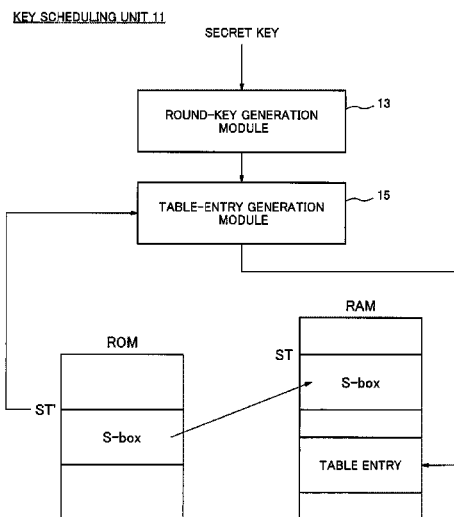 KEY SCHEDULING UNIT 11
SECRET KEY
ROUND-KEY GENERATION
MODULE
13
TABLE-ENTRY GENERATION
MODULE
15
RAM
ROM
ST
S-box
ST'
S-box
TABLE ENTRY